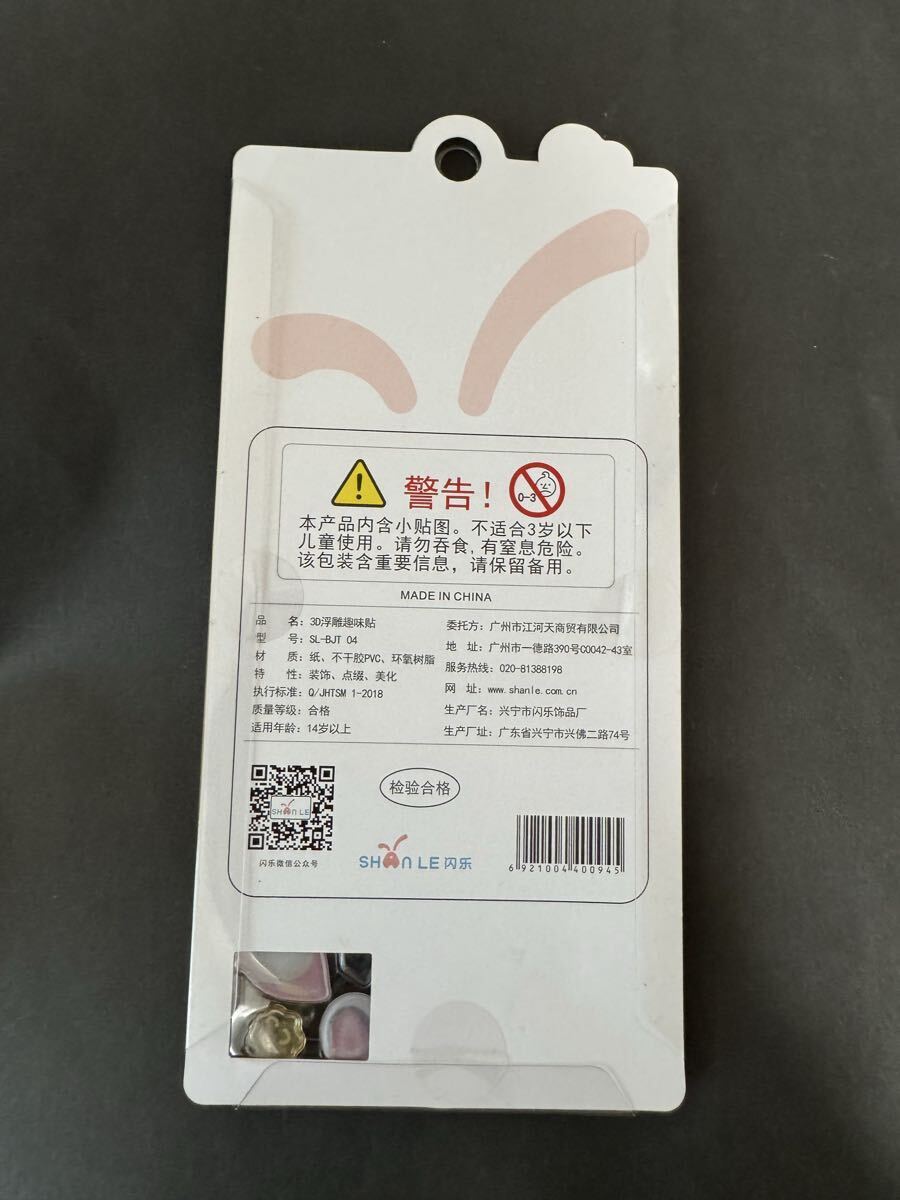 警告!
0-3
本产品内含小贴图。不适合3岁以下
儿童使用。请勿吞食,有窒息危险。
该包装含重要信息，请保留备用。
MADE IN CHINA
品 名：3D浮雕趣味贴
型 号：SL-BJT 04
材 质：纸、不干胶PVC、环氧树脂
特 性：装饰、点缀、美化
执行标准：Q/JHTSM 1-2018
质量等级：合格
适用年龄：14岁以上
委托方：广州市江河天商贸有限公司
地 址：广州市一德路390号C0042-43室
服务热线：020-81388198
网 址：www.shanle.com.cn
生产厂名：兴宁市闪乐饰品厂
生产厂址：广东省兴宁市兴佛二路74号
SHAN LE
闪乐微信公众号
检验合格
SHAN LE 闪乐
6 921004 400945